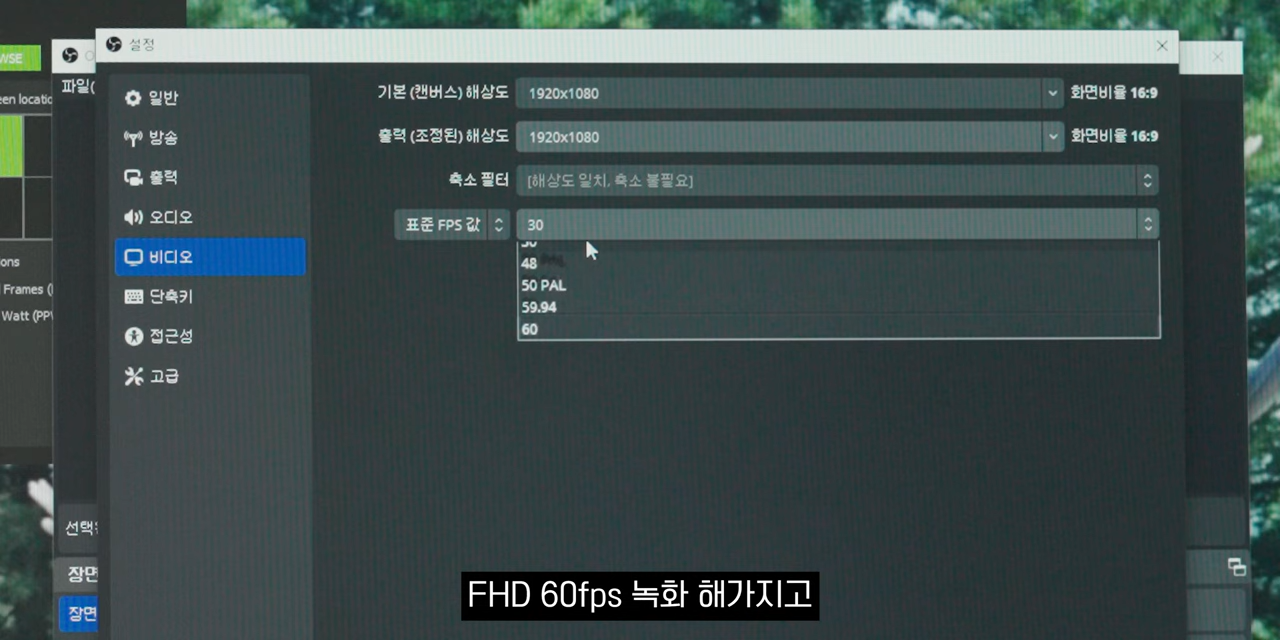 WSE
een locatio
ons
Frames (
Watt (PP
파일(
설정
일반
방송
출력
오디오
비디오
단축키
접근성
고급
기본 (캔버스) 해상도 1920x1080 화면비율 16:9
출력 (조정된) 해상도 1920x1080 화면비율 16:9
축소 필터 [해상도 일치, 축소 불필요]
표준 FPS 값 30
30
48
50 PAL
59.94
60
선택
장면
장면
FHD 60fps 녹화 해가지고